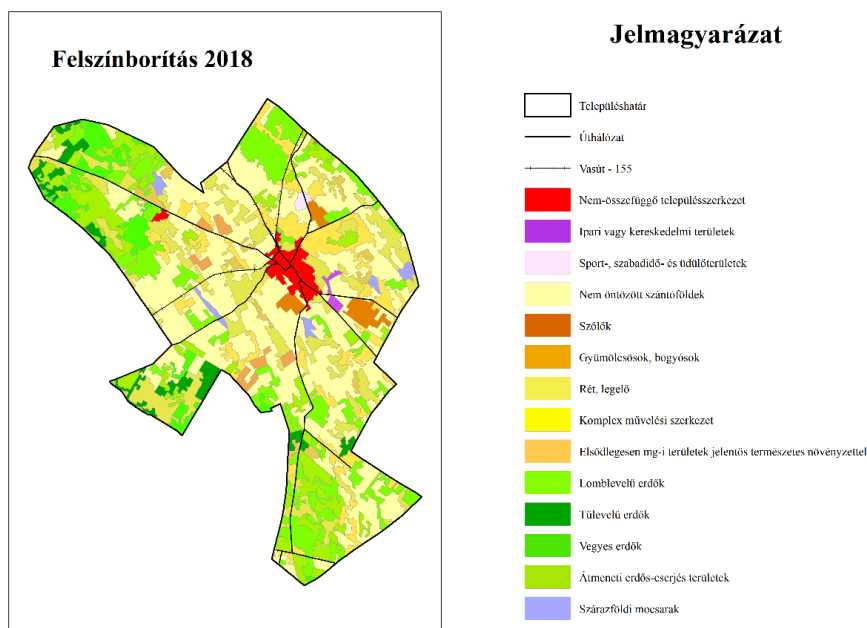 Felszínborítás 2018
Jelmagyarázat
Településhatár
Úthálózat
Vasút - 155
Nem-összefüggő településszerkezet
Ipari vagy kereskedelmi területek
Sport-, szabadidő- és üdülőterületek
Nem öntözött szántóföldek
Szőlők
Gyümölcsösok, bogyósok
Rét, legelő
Komplex művelési szerkezet
Elsődlegesen mg-i területek jelentős természetes növényzettel
Lomblevelű erdők
Tűlevelű erdők
Vegyes erdők
Átmeneti erdős-cserjés területek
Szárazföldi mocsarak